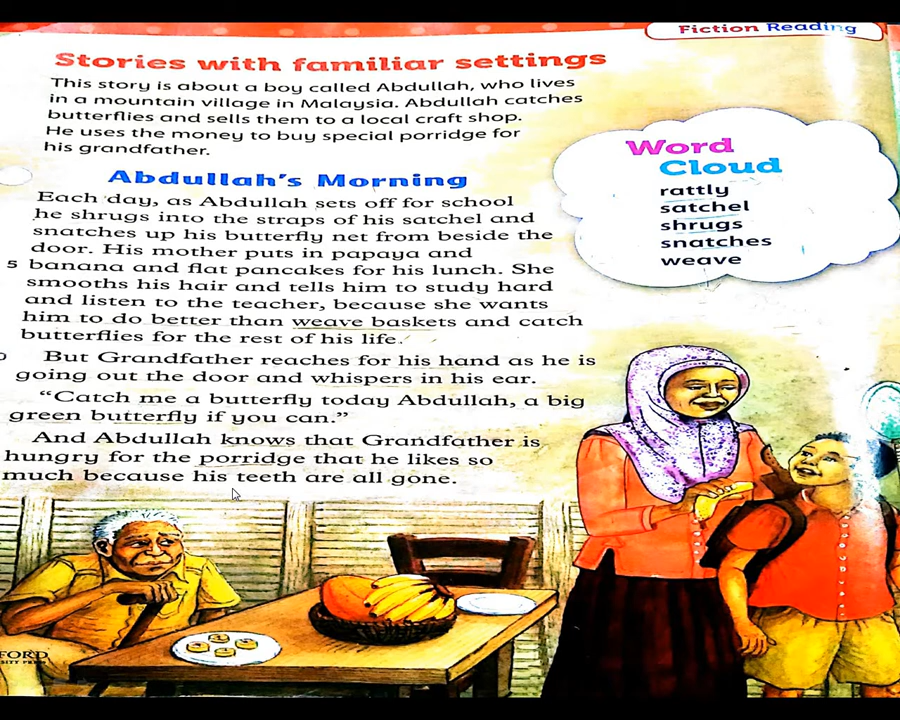 Fiction Reading
Stories with familiar settings
This story is about a boy called Abdullah, who lives
in a mountain village in Malaysia. Abdullah catches
butterflies and sells them to a local craft shop.
He uses the money to buy special porridge for
his grandfather.
Word
Cloud
rattly
satchel
shrugs
snatches
weave
Abdullah's Morning
Each day, as Abdullah sets off for school
he shrugs into the straps of his satchel and
snatches up his butterfly net from beside the
door. His mother puts in papaya and
5 banana and flat pancakes for his lunch. She
smooths his hair and tells him to study hard
and listen to the teacher, because she wants
him to do better than weave baskets and catch
butterflies for the rest of his life.
But Grandfather reaches for his hand as he is
going out the door and whispers in his ear.
"Catch me a butterfly today Abdullah, a big
green butterfly if you can."
And Abdullah knows that Grandfather is
hungry for the porridge that he likes so
much because his teeth are all gone.